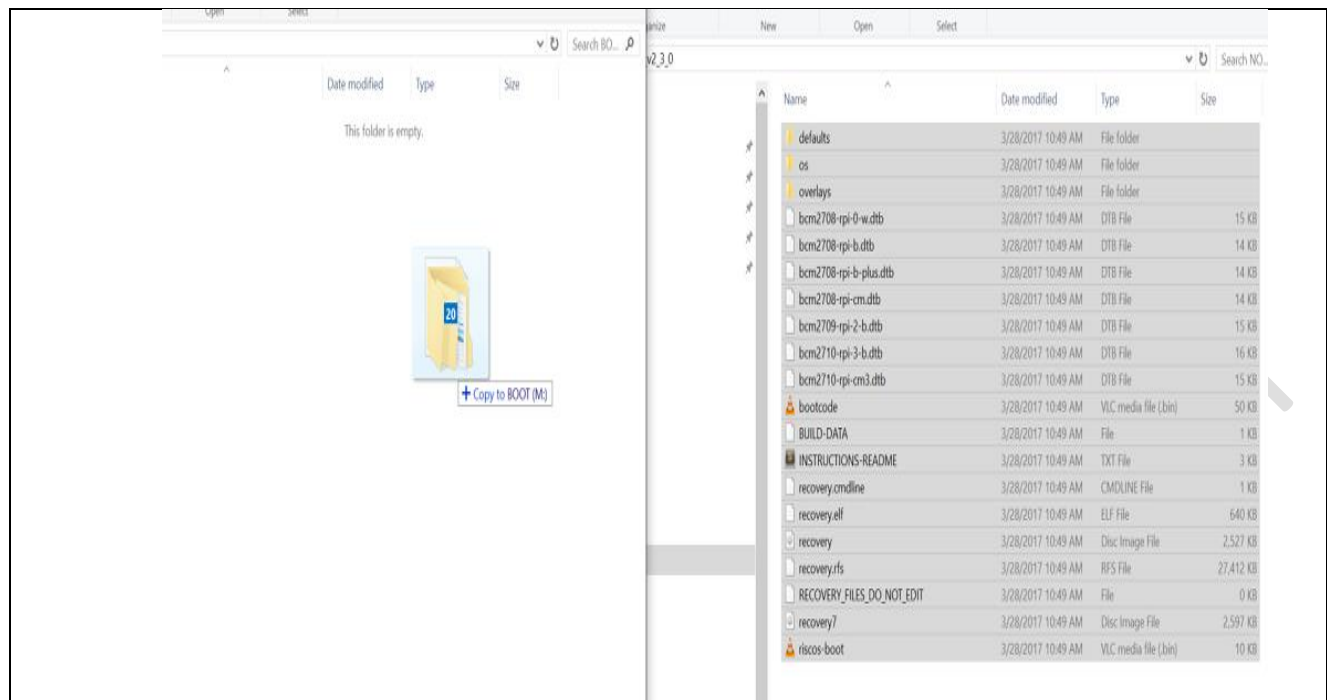 Open Select
Search BO...
Date modified Type Size
This folder is empty.
20
Copy to BOOT (M:)
New Open Select
v2_3_0
Search NO...
Name Date modified Type Size
defaults 3/28/2017 10:49 AM File folder
os 3/28/2017 10:49 AM File folder
overlays 3/28/2017 10:49 AM File folder
bcm2708-rpi-0-w.dtb 3/28/2017 10:49 AM DTB File 15 KB
bcm2708-rpi-b.dtb 3/28/2017 10:49 AM DTB File 14 KB
bcm2708-rpi-b-plus.dtb 3/28/2017 10:49 AM DTB File 14 KB
bcm2708-rpi-cm.dtb 3/28/2017 10:49 AM DTB File 14 KB
bcm2709-rpi-2-b.dtb 3/28/2017 10:49 AM DTB File 15 KB
bcm2710-rpi-3-b.dtb 3/28/2017 10:49 AM DTB File 16 KB
bcm2710-rpi-cm3.dtb 3/28/2017 10:49 AM DTB File 15 KB
bootcode 3/28/2017 10:49 AM VLC media file (.bin) 50 KB
BUILD-DATA 3/28/2017 10:49 AM File 1 KB
INSTRUCTIONS-README 3/28/2017 10:49 AM TXT File 3 KB
recovery.cmdline 3/28/2017 10:49 AM CMDLINE File 1 KB
recovery.elf 3/28/2017 10:49 AM ELF File 640 KB
recovery 3/28/2017 10:49 AM Disc Image File 2,527 KB
recovery.rfs 3/28/2017 10:49 AM RFS File 27,412 KB
RECOVERY_FILES_DO_NOT_EDIT 3/28/2017 10:49 AM File 0 KB
recovery7 3/28/2017 10:49 AM Disc Image File 2,597 KB
riscos-boot 3/28/2017 10:49 AM VLC media file (.bin) 10 KB